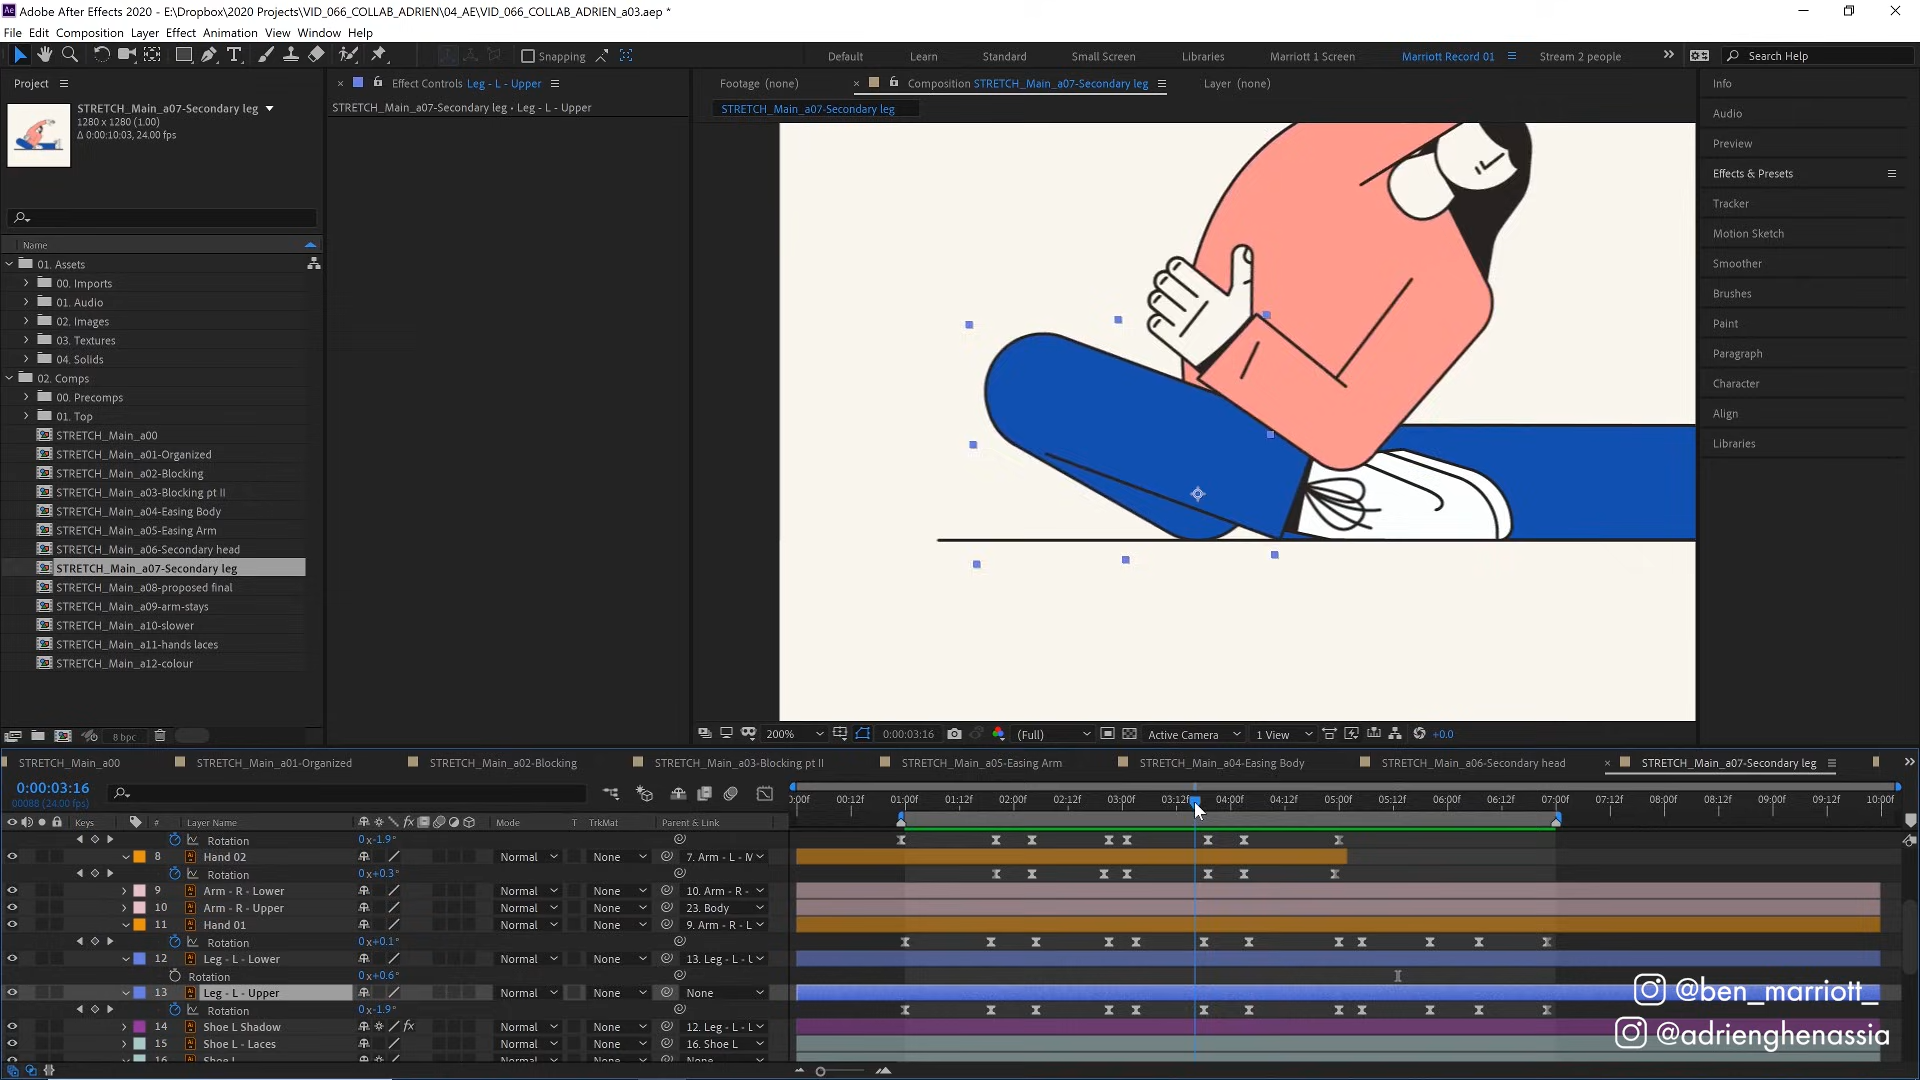 Adobe After Effects 2020 - E:\Dropbox\2020 Projects\VID_066_COLLAB_ADRIEN\04_AE\VID_066_COLLAB_ADRIEN_a03.aep *
File Edit Composition Layer Effect Animation View Window Help
Snapping
Default Learn Standard Small Screen Libraries Marriott 1 Screen Marriott Record 01 Stream 2 people Search Help
Project
STRETCH_Main_a07-Secondary leg
1280 x 1280 (1.00)
Δ 0:00:10:03, 24.00 fps
Name
01. Assets
00. Imports
01. Audio
02. Images
03. Textures
04. Solids
02. Comps
00. Precomps
01. Top
STRETCH_Main_a00
STRETCH_Main_a01-Organized
STRETCH_Main_a02-Blocking
STRETCH_Main_a03-Blocking pt II
STRETCH_Main_a04-Easing Body
STRETCH_Main_a05-Easing Arm
STRETCH_Main_a06-Secondary head
STRETCH_Main_a07-Secondary leg
STRETCH_Main_a08-proposed final
STRETCH_Main_a09-arm-stays
STRETCH_Main_a10-slower
STRETCH_Main_a11-hands laces
STRETCH_Main_a12-colour
8 bpc
Effect Controls Leg - L - Upper
STRETCH_Main_a07-Secondary leg • Leg - L - Upper
Footage (none) Composition STRETCH_Main_a07-Secondary leg Layer (none)
STRETCH_Main_a07-Secondary leg
200% 0:00:03:16 (Full) Active Camera 1 View +0.0
Info
Audio
Preview
Effects & Presets
Tracker
Motion Sketch
Smoother
Brushes
Paint
Paragraph
Character
Align
Libraries
STRETCH_Main_a00 STRETCH_Main_a01-Organized STRETCH_Main_a02-Blocking STRETCH_Main_a03-Blocking pt II STRETCH_Main_a05-Easing Arm STRETCH_Main_a04-Easing Body STRETCH_Main_a06-Secondary head STRETCH_Main_a07-Secondary leg
0:00:03:16
00088 (24.00 fps)
:00f 00:12f 01:00f 01:12f 02:00f 02:12f 03:00f 03:12f 04:00f 04:12f 05:00f 05:12f 06:00f 06:12f 07:00f 07:12f 08:00f 08:12f 09:00f 09:12f 10:00f
Keys # Layer Name fx Mode T TrkMat Parent & Link
Rotation 0x-1.9°
8 Hand 02 Normal None 7. Arm - L - M
Rotation 0x+0.3°
9 Arm - R - Lower Normal None 10. Arm - R -
10 Arm - R - Upper Normal None 23. Body
11 Hand 01 Normal None 9. Arm - R - L
Rotation 0x+0.1°
12 Leg - L - Lower Normal None 13. Leg - L - U
Rotation 0x+0.6°
13 Leg - L - Upper Normal None None
Rotation 0x-1.9°
14 Shoe L Shadow fx Normal None 12. Leg - L - L
15 Shoe L - Laces Normal None 16. Shoe L
16 Shoe L Normal None
@ben_marriott_
@adrienghenassia